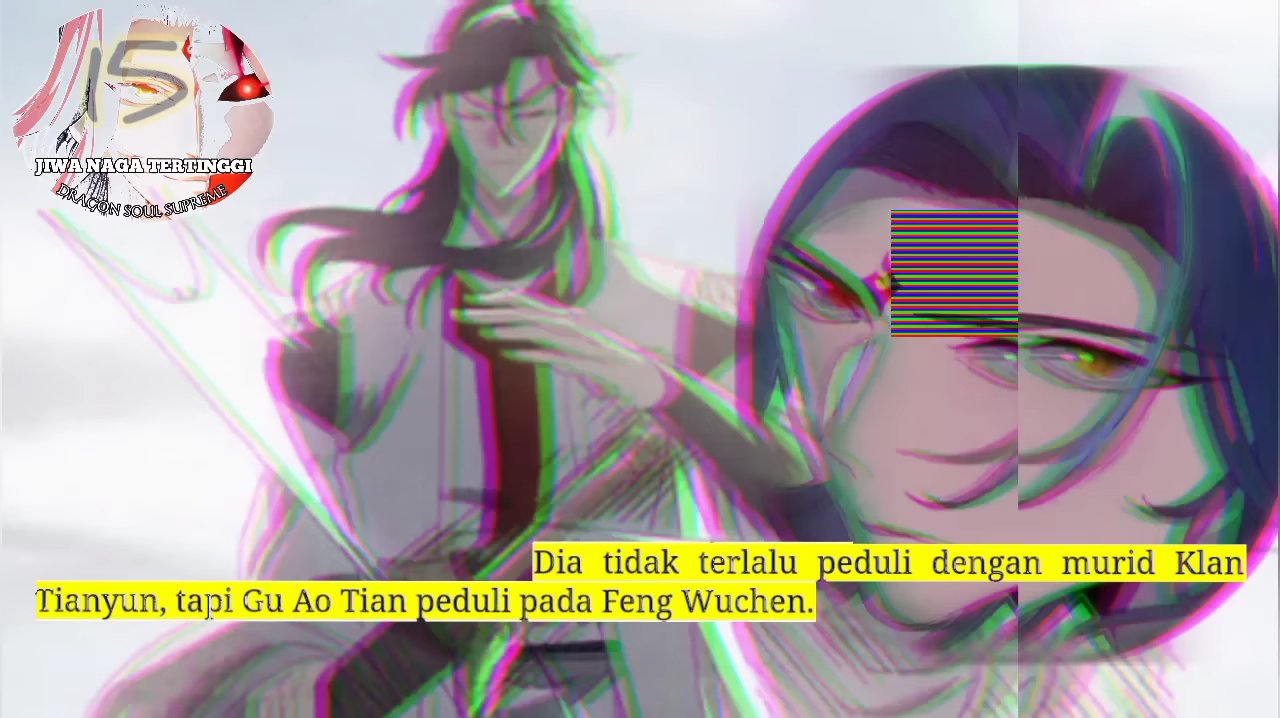 15
JIWA NAGA TERTINGGI
DRAGON SOUL SUPREME
Dia tidak terlalu peduli dengan murid Klan
Tianyun, tapi Gu Ao Tian peduli pada Feng Wuchen.